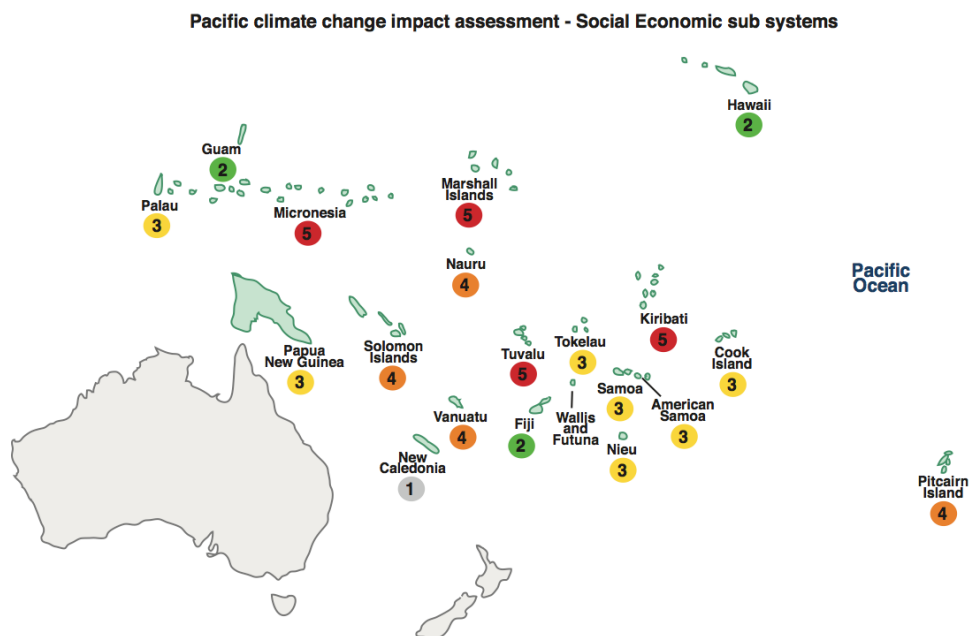 Pacific climate change impact assessment - Social Economic sub systems
Hawaii
2
Guam
2
Palau
3
Micronesia
5
Marshall
Islands
5
Nauru
4
Pacific
Ocean
Kiribati
5
Papua
New Guinea
3
Solomon
Islands
4
Tuvalu
5
Tokelau
3
Cook
Island
3
Samoa
3
American
Samoa
3
Vanuatu
4
Fiji
2
Wallis
and
Futuna
Nieu
3
New
Caledonia
1
Pitcairn
Island
4